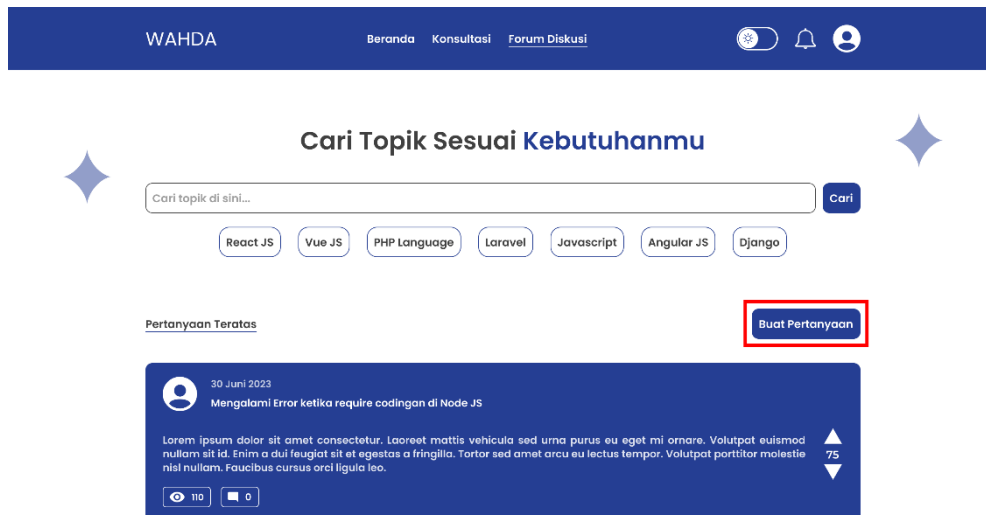 WAHDA
Beranda Konsultasi Forum Diskusi
Cari Topik Sesuai Kebutuhanmu
Cari topik di sini...
Cari
React JS Vue JS PHP Language Laravel Javascript Angular JS Django
Pertanyaan Teratas
Buat Pertanyaan
30 Juni 2023
Mengalami Error ketika require codingan di Node JS
Lorem ipsum dolor sit amet consectetur. Laoreet mattis vehicula sed urna purus eu eget mi ornare. Volutpat euismod
nullam sit id. Enim a dui feugiat sit et egestas a fringilla. Tortor sed amet arcu eu lectus tempor. Volutpat porttitor molestie
nisl nullam. Faucibus cursus orci ligula leo.
75
110 0